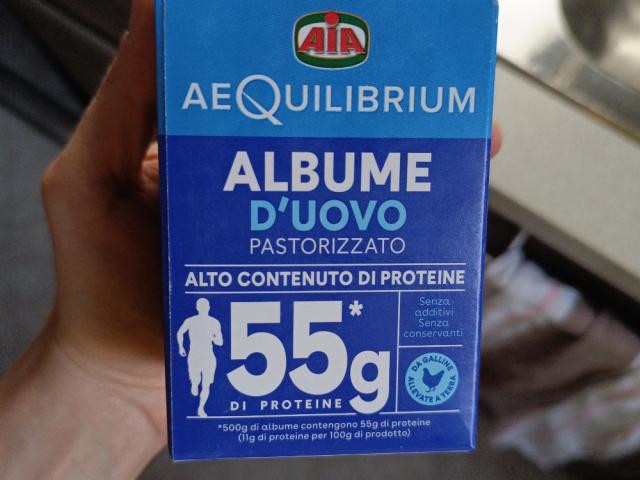 AIA
AEQUILIBRIUM
ALBUME
D'UOVO
PASTORIZZATO
ALTO CONTENUTO DI PROTEINE
55*g
DI PROTEINE
Senza
additivi
Senza
conservanti
DA GALLINE
ALLEVATE A TERRA
*500g di albume contengono 55g di proteine
(11g di proteine per 100g di prodotto)